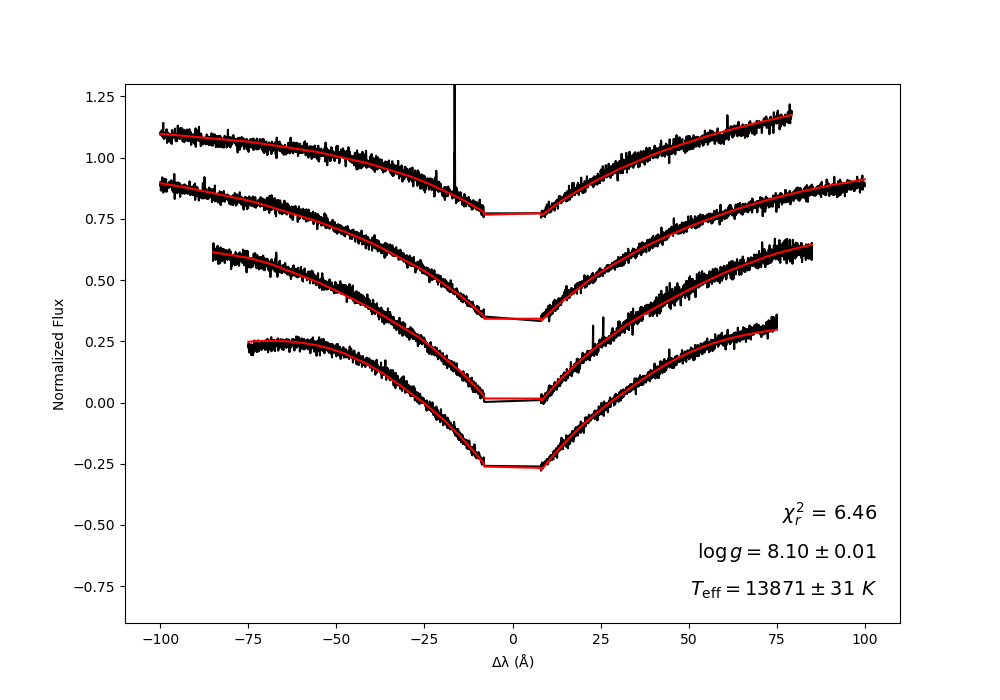 1.25
1.00
0.75
0.50
0.25
0.00
−0.25
−0.50
−0.75
Normalized Flux
χ²ᵣ = 6.46
log g = 8.10 ± 0.01
T_eff = 13871 ± 31 K
−100 −75 −50 −25 0 25 50 75 100
Δλ (Å)